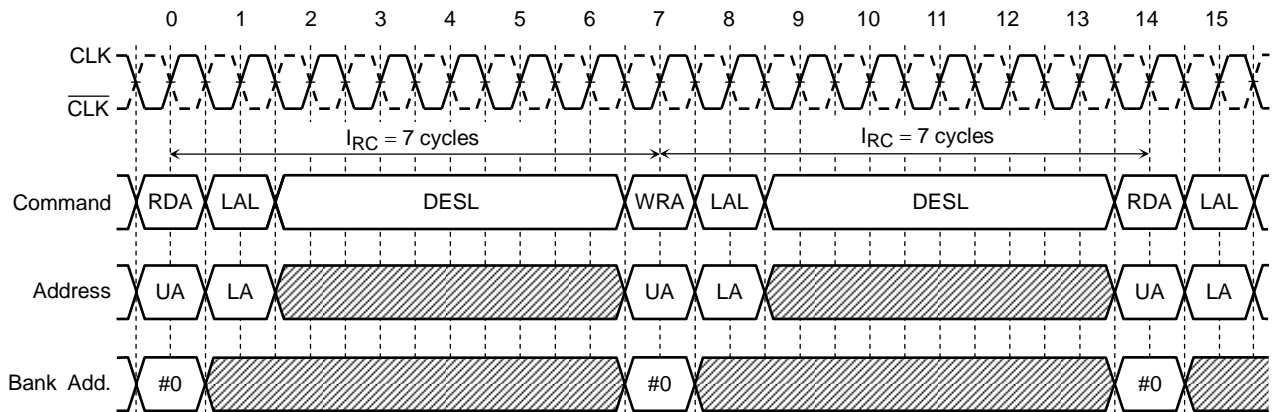 0 1 2 3 4 5 6 7 8 9 10 11 12 13 14 15
CLK
CLK
IRC = 7 cycles IRC = 7 cycles
Command RDA LAL DESL WRA LAL DESL RDA LAL
Address UA LA UA LA UA LA
Bank Add. #0 #0 #0